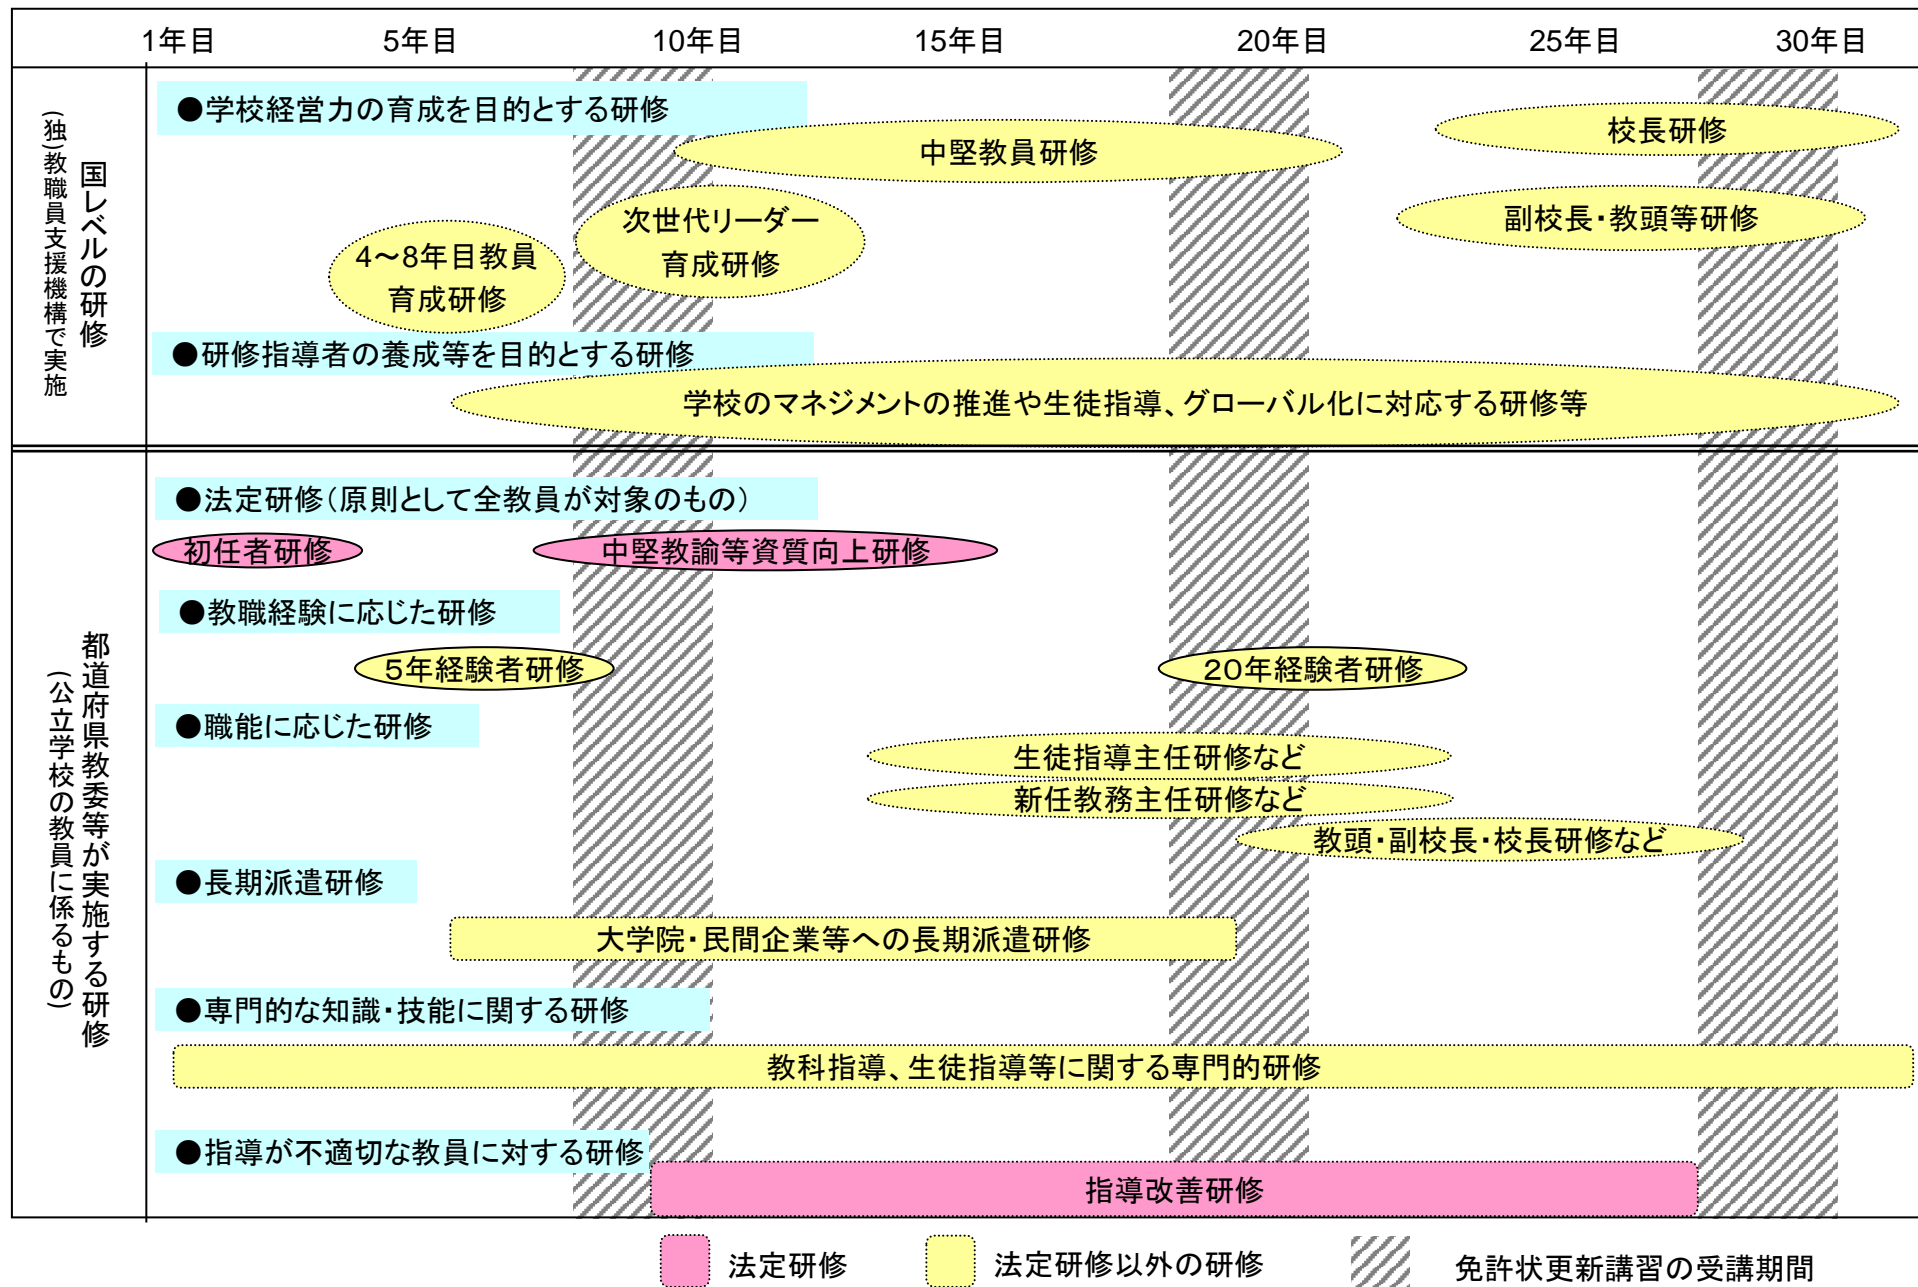 1年目 5年目 10年目 15年目 20年目 25年目 30年目
国レベルの研修
(独)教職員支援機構で実施
●学校経営力の育成を目的とする研修
中堅教員研修
校長研修
次世代リーダー
育成研修
副校長・教頭等研修
4～8年目教員
育成研修
●研修指導者の養成等を目的とする研修
学校のマネジメントの推進や生徒指導、グローバル化に対応する研修等
都道府県教委等が実施する研修
(公立学校の教員に係るもの)
●法定研修(原則として全教員が対象のもの)
初任者研修
中堅教諭等資質向上研修
●教職経験に応じた研修
5年経験者研修
20年経験者研修
●職能に応じた研修
生徒指導主任研修など
新任教務主任研修など
教頭・副校長・校長研修など
●長期派遣研修
大学院・民間企業等への長期派遣研修
●専門的な知識・技能に関する研修
教科指導、生徒指導等に関する専門的研修
●指導が不適切な教員に対する研修
指導改善研修
法定研修
法定研修以外の研修
免許状更新講習の受講期間